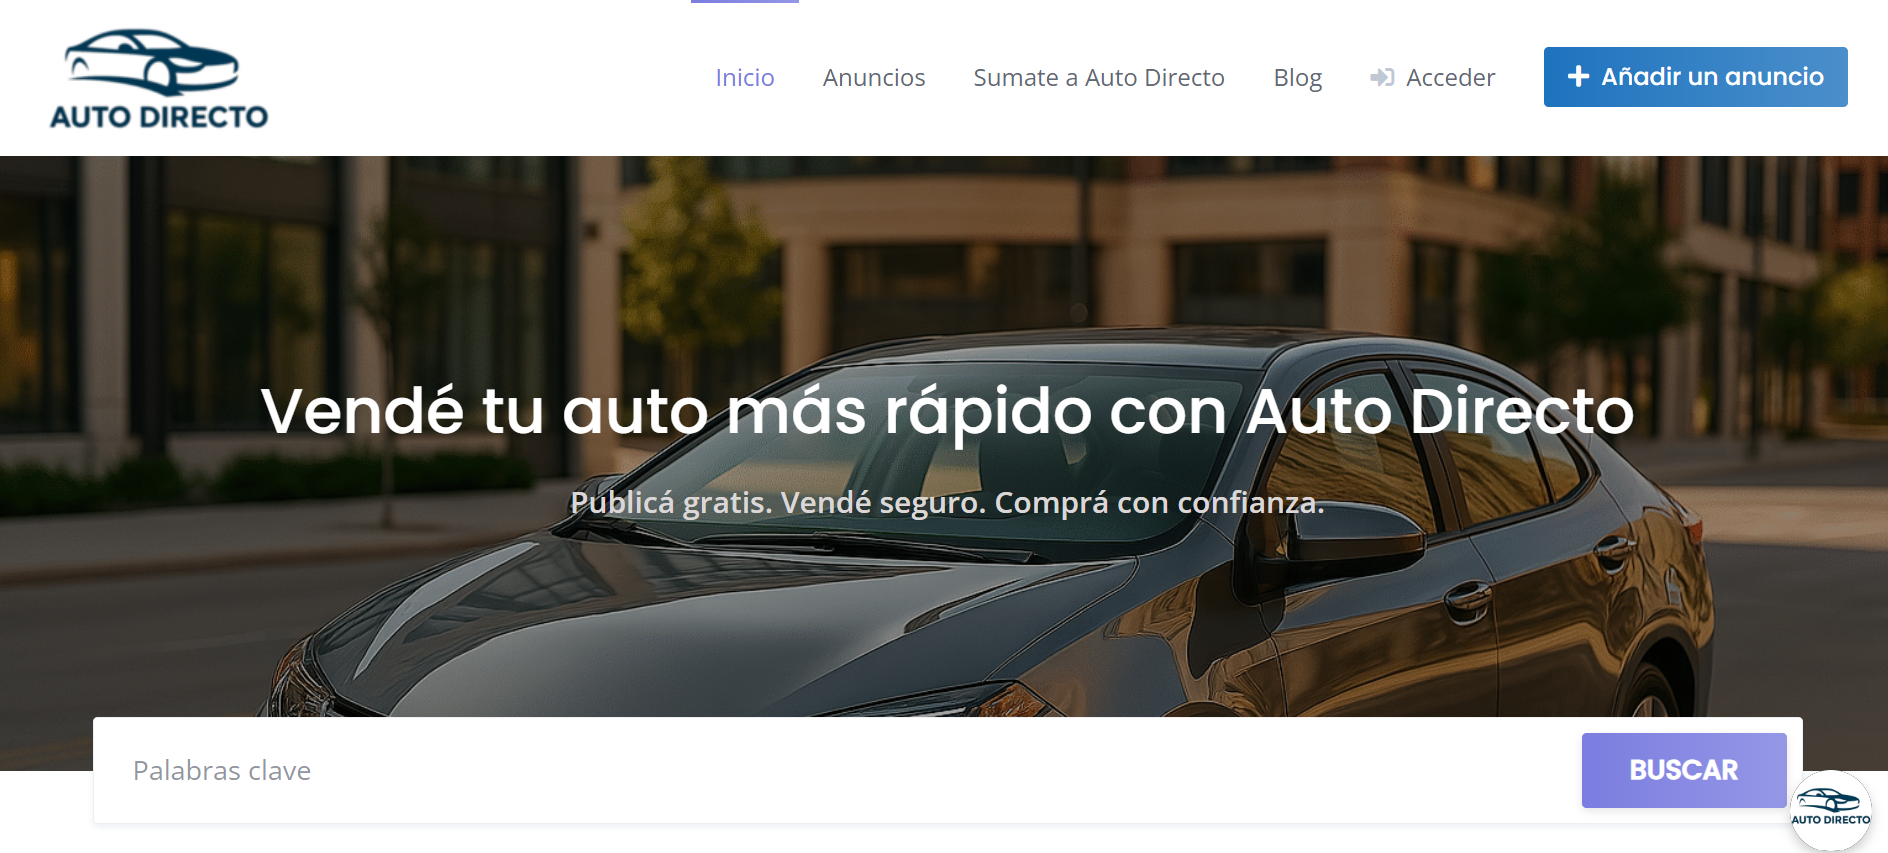 AUTO DIRECTO
Inicio
Anuncios
Sumate a Auto Directo
Blog
Acceder
Añadir un anuncio
Vendé tu auto más rápido con Auto Directo
Publicá gratis. Vendé seguro. Comprá con confianza.
Palabras clave
BUSCAR
AUTO DIRECTO